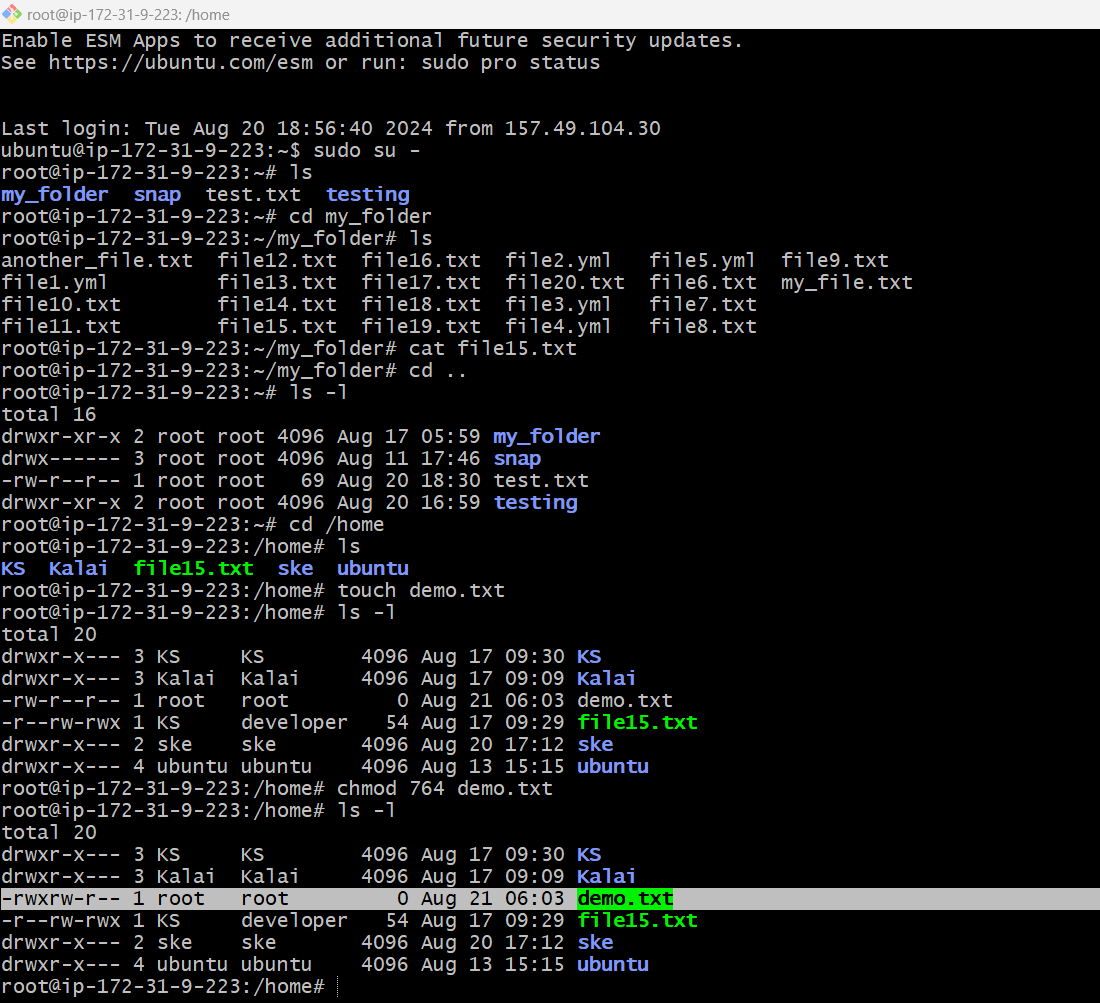 root@ip-172-31-9-223: /home
Enable ESM Apps to receive additional future security updates.
See https://ubuntu.com/esm or run: sudo pro status
Last login: Tue Aug 20 18:56:40 2024 from 157.49.104.30
ubuntu@ip-172-31-9-223:~$ sudo su -
root@ip-172-31-9-223:~# ls
my_folder  snap  test.txt  testing
root@ip-172-31-9-223:~# cd my_folder
root@ip-172-31-9-223:~/my_folder# ls
another_file.txt  file12.txt  file16.txt  file2.yml   file5.yml  file9.txt
file1.yml         file13.txt  file17.txt  file20.txt  file6.txt  my_file.txt
file10.txt        file14.txt  file18.txt  file3.yml   file7.txt
file11.txt        file15.txt  file19.txt  file4.yml   file8.txt
root@ip-172-31-9-223:~/my_folder# cat file15.txt
root@ip-172-31-9-223:~/my_folder# cd ..
root@ip-172-31-9-223:~# ls -l
total 16
drwxr-xr-x 2 root root 4096 Aug 17 05:59 my_folder
drwx------ 3 root root 4096 Aug 11 17:46 snap
-rw-r--r-- 1 root root   69 Aug 20 18:30 test.txt
drwxr-xr-x 2 root root 4096 Aug 20 16:59 testing
root@ip-172-31-9-223:~# cd /home
root@ip-172-31-9-223:/home# ls
KS  Kalai  file15.txt  ske  ubuntu
root@ip-172-31-9-223:/home# touch demo.txt
root@ip-172-31-9-223:/home# ls -l
total 20
drwxr-x--- 3 KS     KS        4096 Aug 17 09:30 KS
drwxr-x--- 3 Kalai  Kalai     4096 Aug 17 09:09 Kalai
-rw-r--r-- 1 root   root         0 Aug 21 06:03 demo.txt
-r--rw-rwx 1 KS     developer   54 Aug 17 09:29 file15.txt
drwxr-x--- 2 ske    ske       4096 Aug 20 17:12 ske
drwxr-x--- 4 ubuntu ubuntu    4096 Aug 13 15:15 ubuntu
root@ip-172-31-9-223:/home# chmod 764 demo.txt
root@ip-172-31-9-223:/home# ls -l
total 20
drwxr-x--- 3 KS     KS        4096 Aug 17 09:30 KS
drwxr-x--- 3 Kalai  Kalai     4096 Aug 17 09:09 Kalai
-rwxrw-r-- 1 root   root         0 Aug 21 06:03 demo.txt
-r--rw-rwx 1 KS     developer   54 Aug 17 09:29 file15.txt
drwxr-x--- 2 ske    ske       4096 Aug 20 17:12 ske
drwxr-x--- 4 ubuntu ubuntu    4096 Aug 13 15:15 ubuntu
root@ip-172-31-9-223:/home#